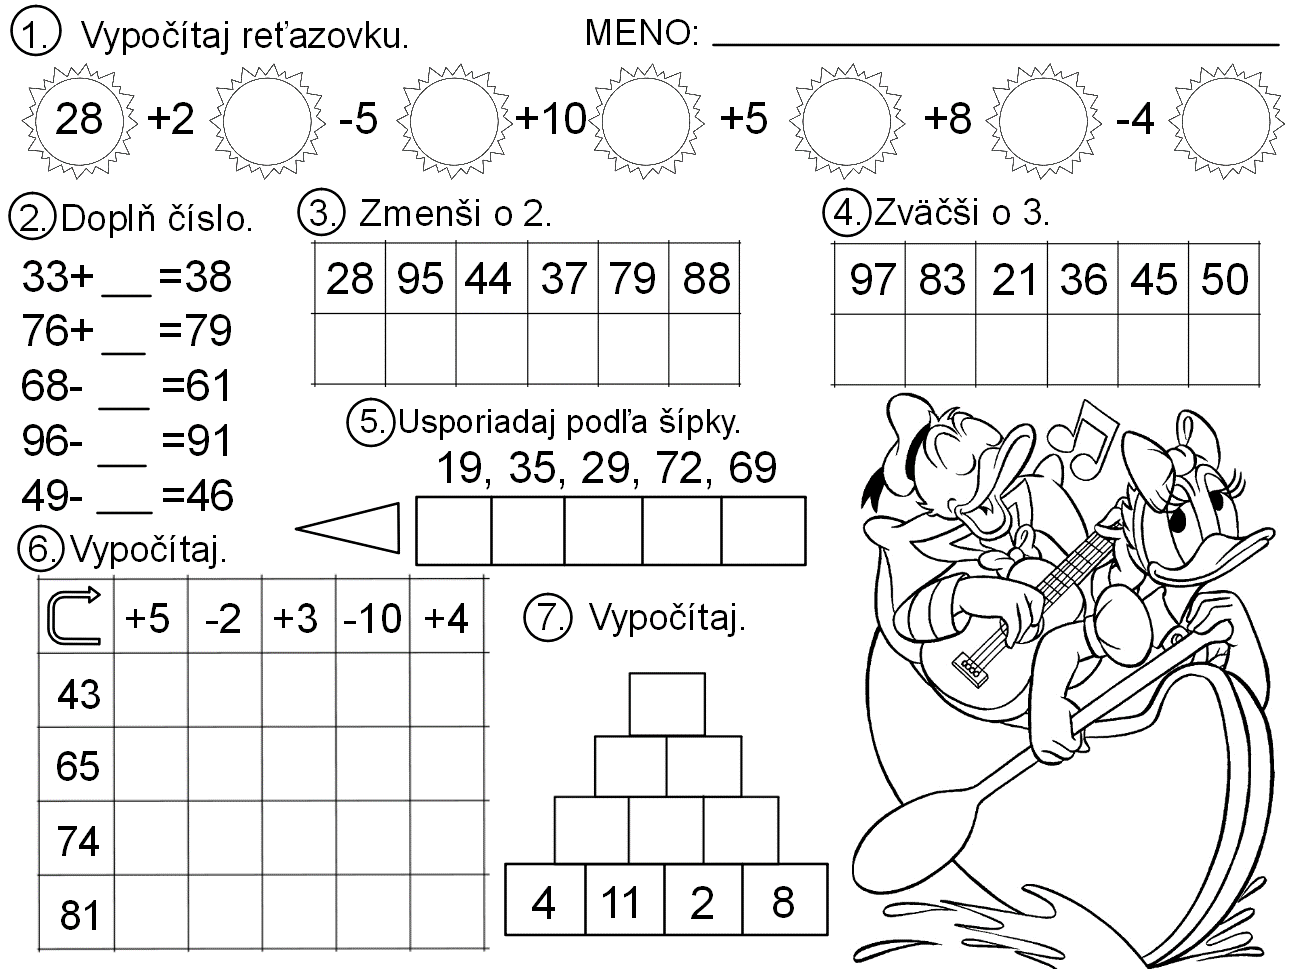 1. Vypočítaj reťazovku. MENO:
28 +2 -5 +10 +5 +8 -4
2. Doplň číslo.
33+ __ =38
76+ __ =79
68- __ =61
96- __ =91
49- __ =46
3. Zmenši o 2.
28 95 44 37 79 88
4. Zväčši o 3.
97 83 21 36 45 50
5. Usporiadaj podľa šípky.
19, 35, 29, 72, 69
6. Vypočítaj.
+5 -2 +3 -10 +4
43
65
74
81
7. Vypočítaj.
4 11 2 8